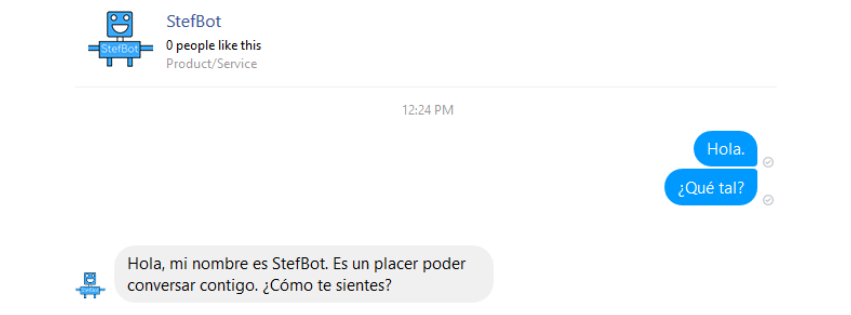 StefBot
StefBot
0 people like this
Product/Service
12:24 PM
Hola.
¿Qué tal?
Hola, mi nombre es StefBot. Es un placer poder
conversar contigo. ¿Cómo te sientes?